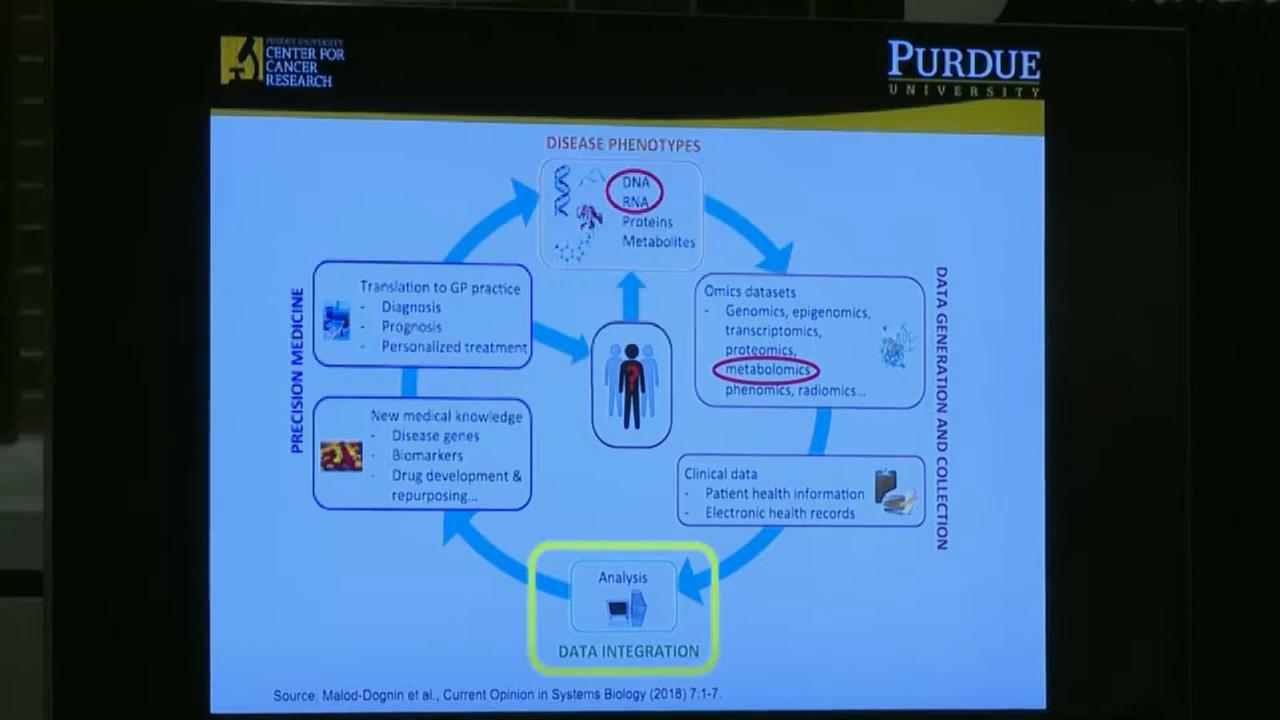 PURDUE UNIVERSITY
CENTER FOR
CANCER
RESEARCH
PURDUE
UNIVERSITY
DISEASE PHENOTYPES
DNA
RNA
Proteins
Metabolites
Translation to GP practice
- Diagnosis
- Prognosis
- Personalized treatment
PRECISION MEDICINE
New medical knowledge
- Disease genes
- Biomarkers
- Drug development &
repurposing...
?
Omics datasets
- Genomics, epigenomics,
transcriptomics,
proteomics,
metabolomics
phenomics, radiomics...
DATA GENERATION AND COLLECTION
Clinical data
- Patient health information
- Electronic health records
Analysis
DATA INTEGRATION
Source: Malod-Dognin et al., Current Opinion in Systems Biology (2018) 7:1-7.